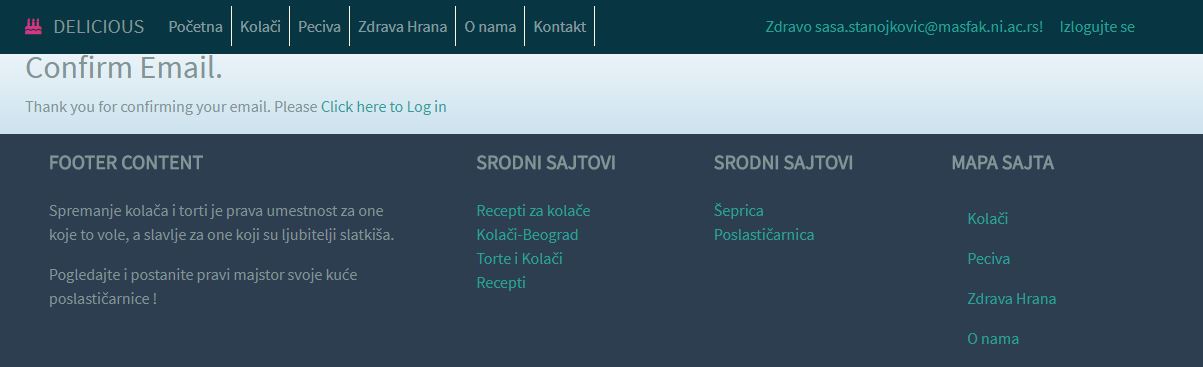 DELICIOUS Početna Kolači Peciva Zdrava Hrana O nama Kontakt Zdravo sasa.stanojkovic@masfak.ni.ac.rs! Izlogujte se
Confirm Email.
Thank you for confirming your email. Please Click here to Log in
FOOTER CONTENT
Spremanje kolača i torti je prava umestnost za one
koje to vole, a slavlje za one koji su ljubitelji slatkiša.
Pogledajte i postanite pravi majstor svoje kuće
poslastičarnice !
SRODNI SAJTOVI
Recepti za kolače
Kolači-Beograd
Torte i Kolači
Recepti
SRODNI SAJTOVI
Šeprica
Poslastičarnica
MAPA SAJTA
Kolači
Peciva
Zdrava Hrana
O nama